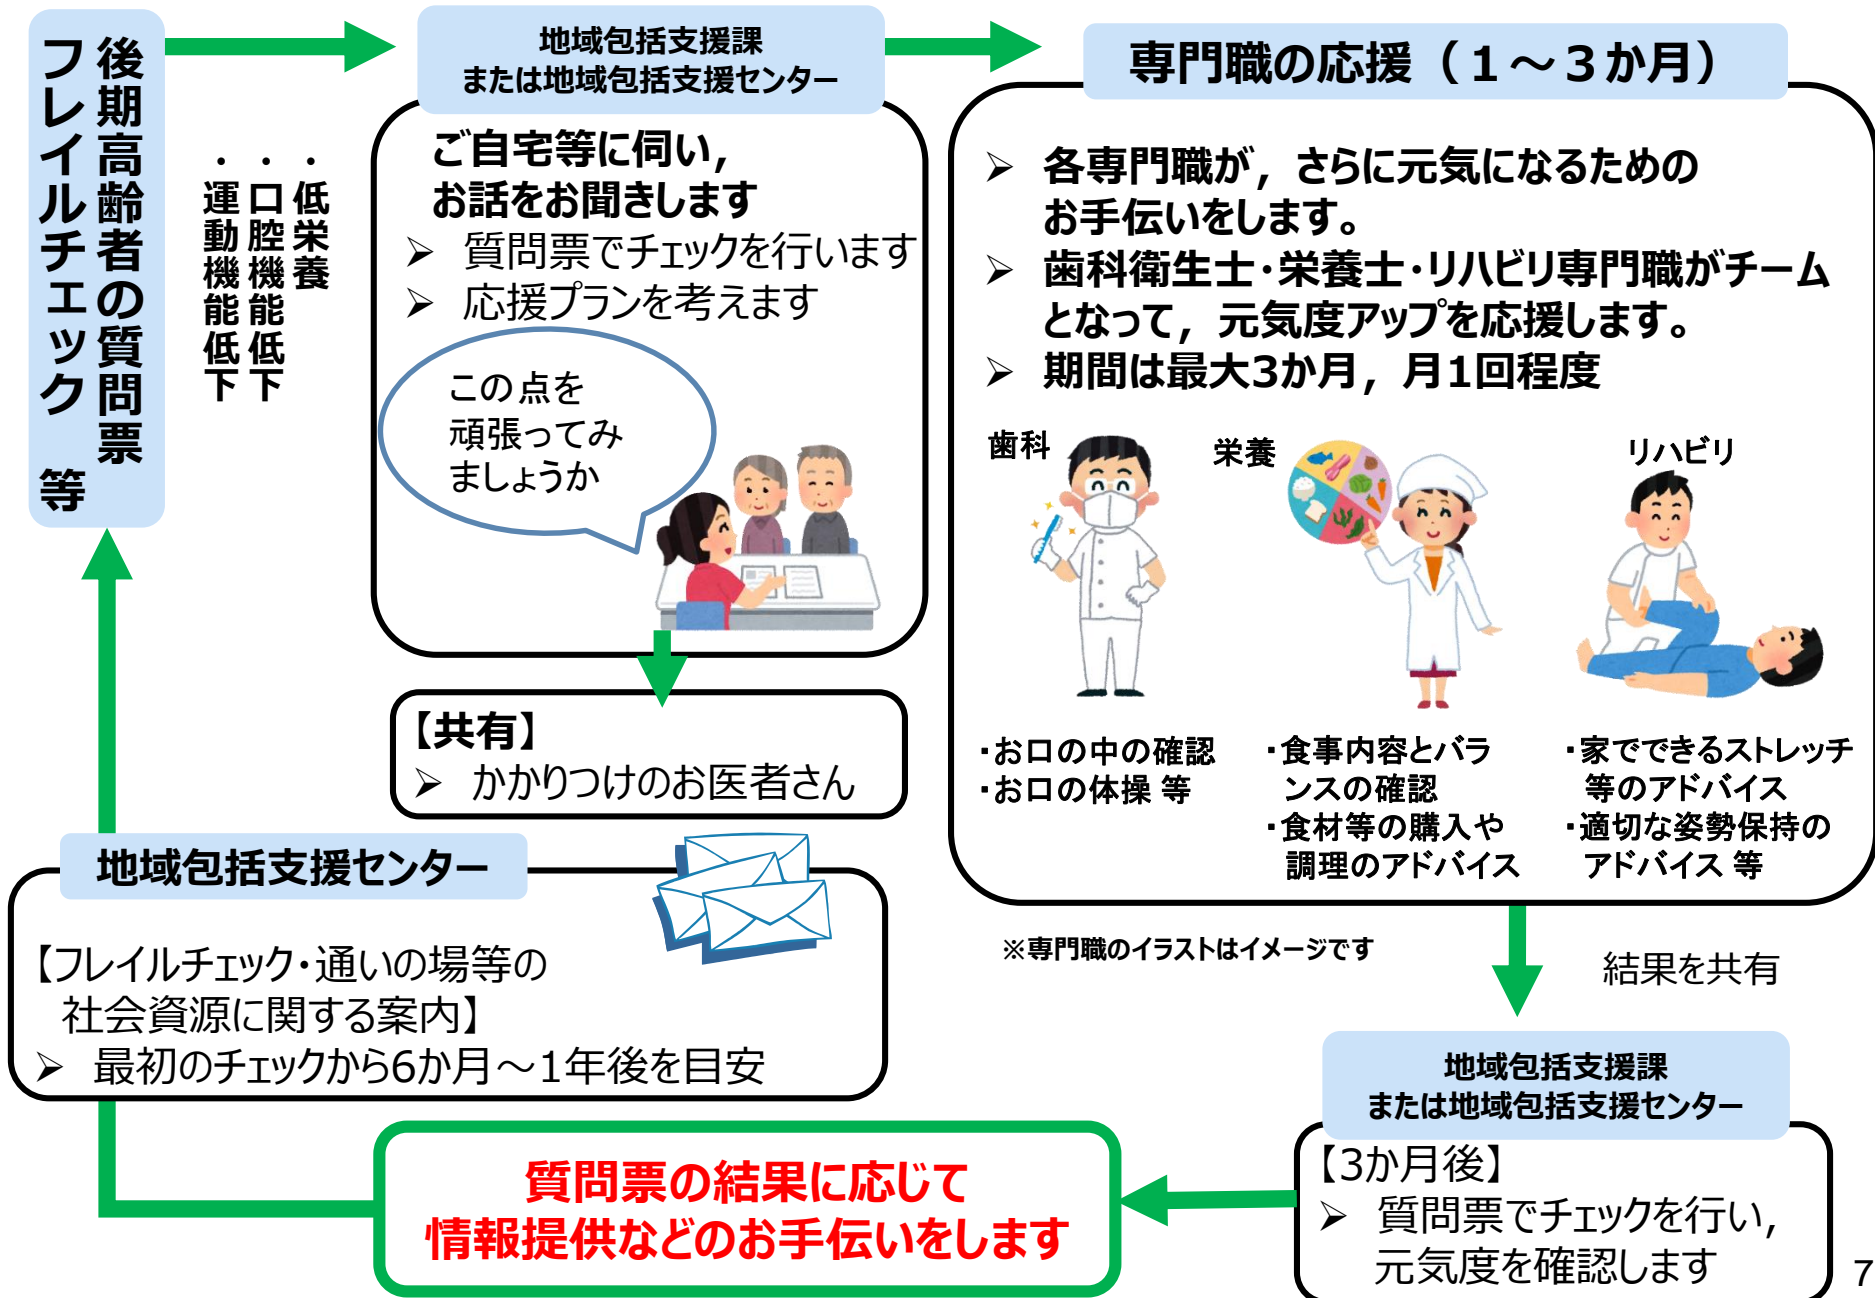 後期高齢者の質問票
フレイルチェック 等
・低栄養
・口腔機能低下
・運動機能低下
地域包括支援課
または地域包括支援センター
ご自宅等に伺い,
お話をお聞きします
➢ 質問票でチェックを行います
➢ 応援プランを考えます
この点を
頑張ってみ
ましょうか
【共有】
➢ かかりつけのお医者さん
専門職の応援（１～３か月）
➢ 各専門職が, さらに元気になるための
お手伝いをします。
➢ 歯科衛生士・栄養士・リハビリ専門職がチーム
となって, 元気度アップを応援します。
➢ 期間は最大3か月, 月1回程度
歯科
栄養
リハビリ
・お口の中の確認
・お口の体操 等
・食事内容とバラ
ンスの確認
・食材等の購入や
調理のアドバイス
・家でできるストレッチ
等のアドバイス
・適切な姿勢保持の
アドバイス 等
※専門職のイラストはイメージです
結果を共有
地域包括支援課
または地域包括支援センター
【3か月後】
➢ 質問票でチェックを行い,
元気度を確認します
質問票の結果に応じて
情報提供などのお手伝いをします
地域包括支援センター
【フレイルチェック・通いの場等の
社会資源に関する案内】
➢ 最初のチェックから6か月～1年後を目安
7